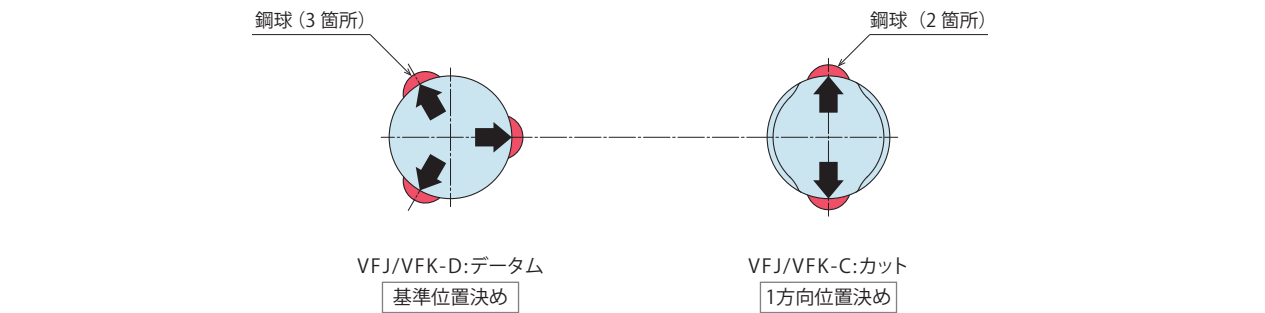 鋼球（3 箇所）
鋼球（2 箇所）
VFJ/VFK-D:データム
VFJ/VFK-C:カット
基準位置決め
1方向位置決め